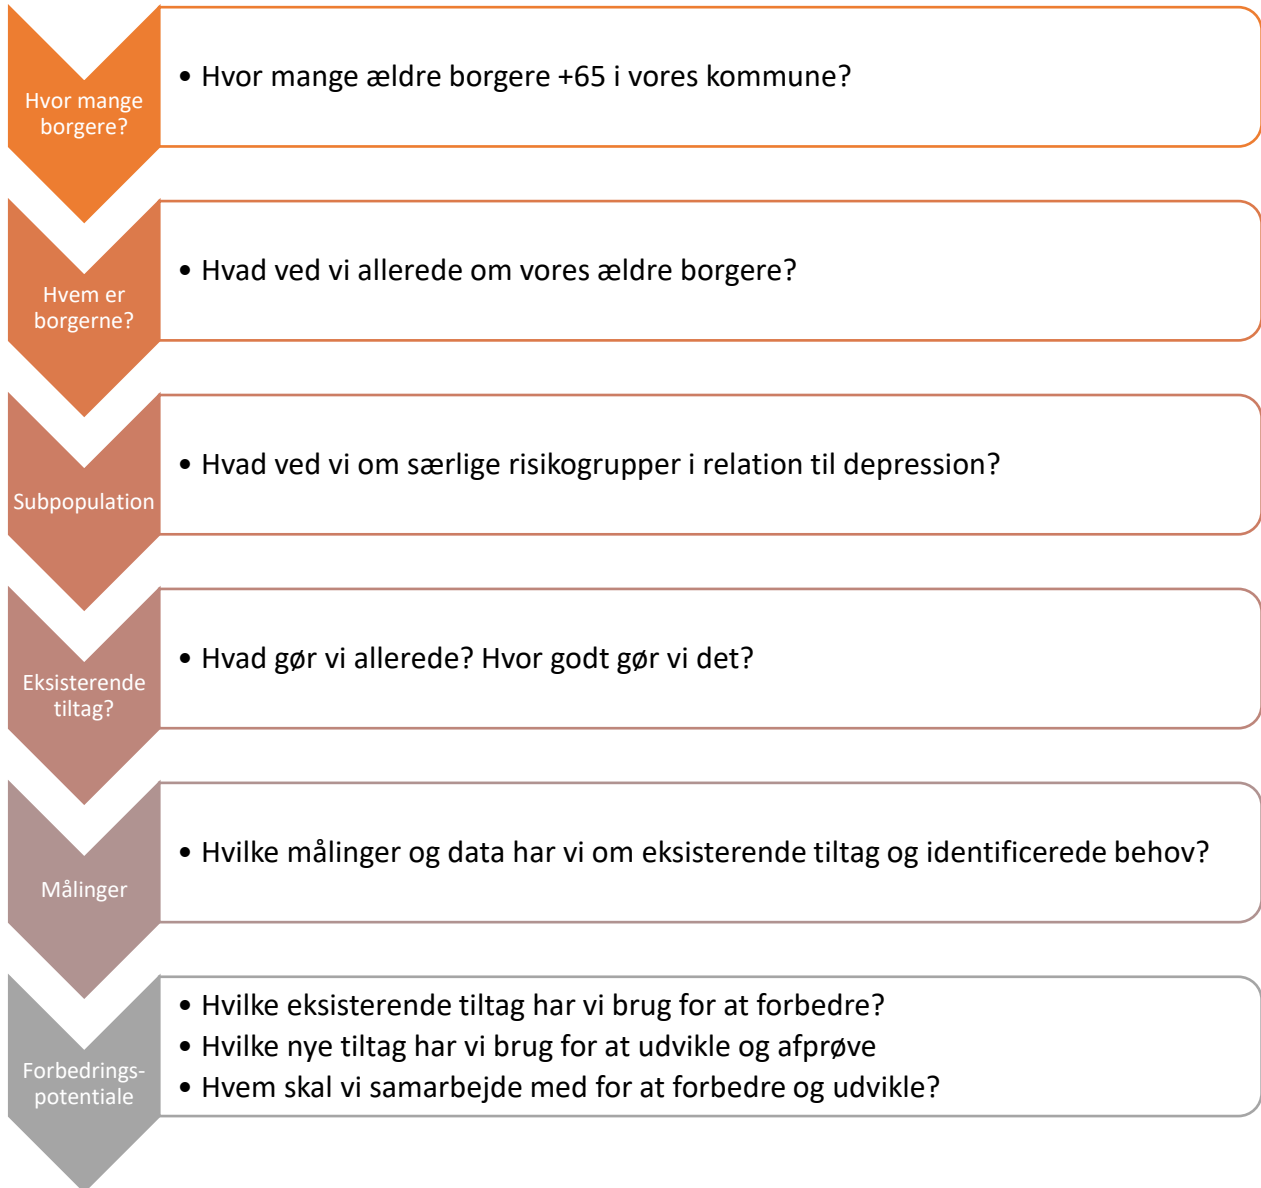 Hvor mange
borgere?
• Hvor mange ældre borgere +65 i vores kommune?
Hvem er
borgerne?
• Hvad ved vi allerede om vores ældre borgere?
Subpopulation
• Hvad ved vi om særlige risikogrupper i relation til depression?
Eksisterende
tiltag?
• Hvad gør vi allerede? Hvor godt gør vi det?
Målinger
• Hvilke målinger og data har vi om eksisterende tiltag og identificerede behov?
Forbedrings-
potentiale
• Hvilke eksisterende tiltag har vi brug for at forbedre?
• Hvilke nye tiltag har vi brug for at udvikle og afprøve
• Hvem skal vi samarbejde med for at forbedre og udvikle?